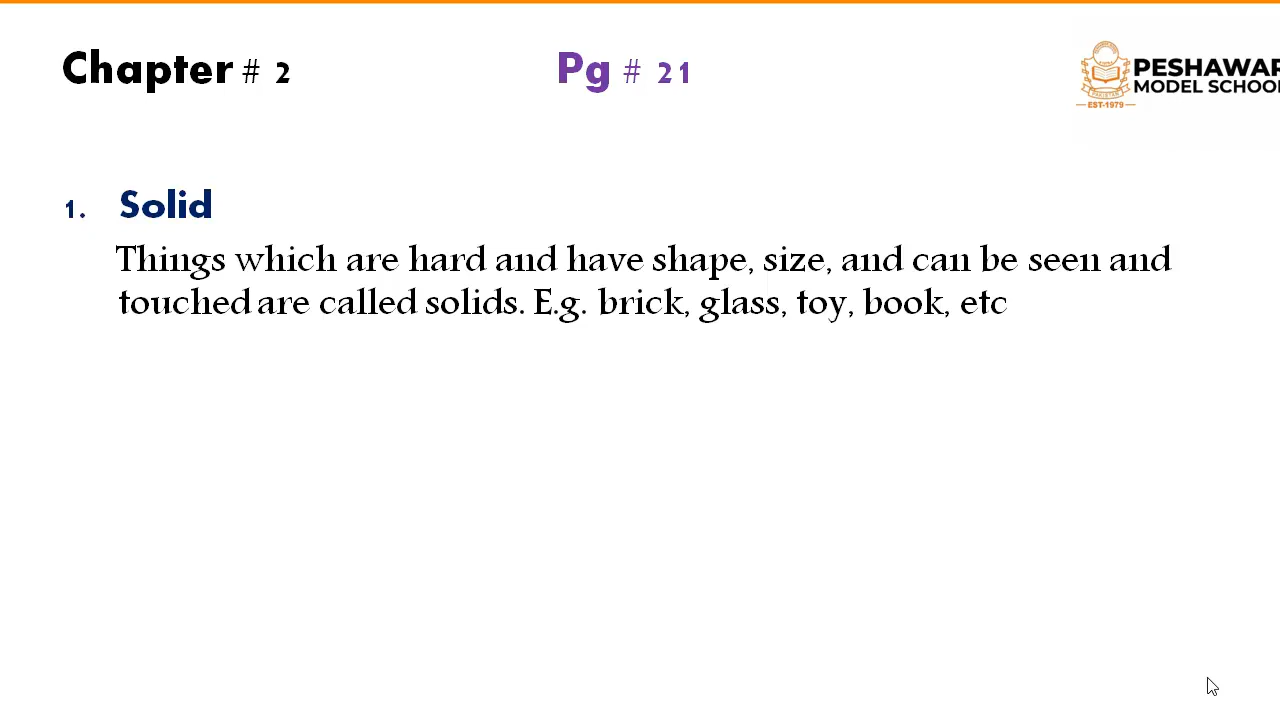 Chapter # 2
Pg # 21
PESHAWAR
MODEL SCHOOL
EST-1979
1. Solid
Things which are hard and have shape, size, and can be seen and
touched are called solids. E.g. brick, glass, toy, book, etc